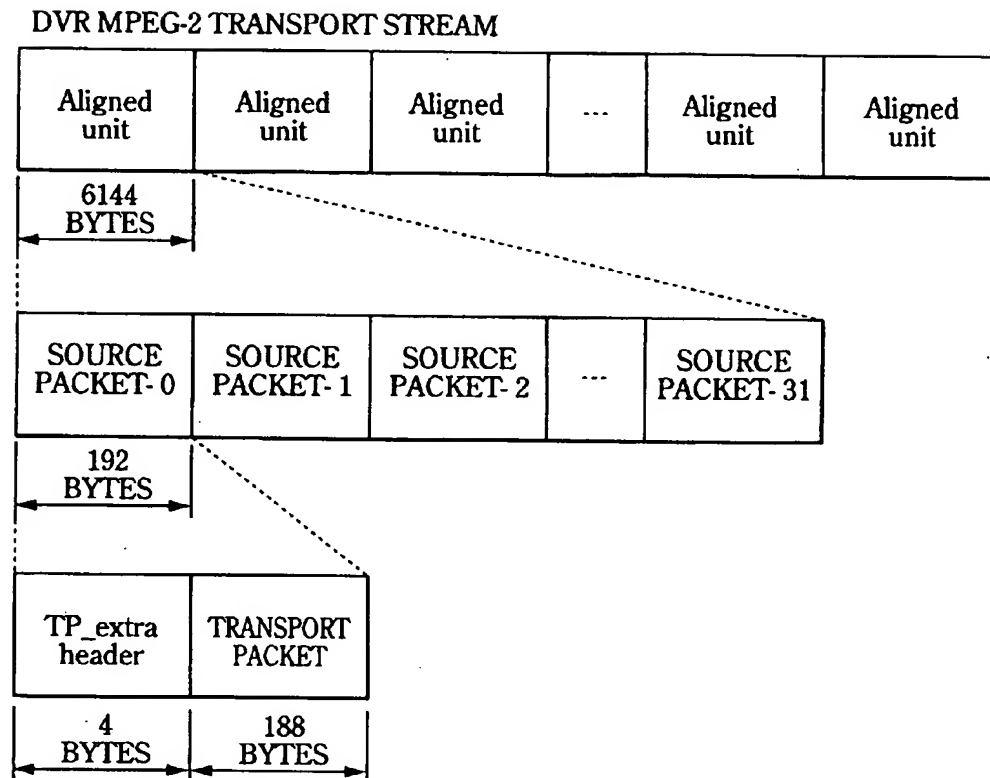 DVR MPEG-2 TRANSPORT STREAM
Aligned unit
Aligned unit
Aligned unit
---
Aligned unit
Aligned unit
6144 BYTES
SOURCE PACKET-0
SOURCE PACKET-1
SOURCE PACKET-2
---
SOURCE PACKET-31
192 BYTES
TP_extra header
TRANSPORT PACKET
4 BYTES
188 BYTES